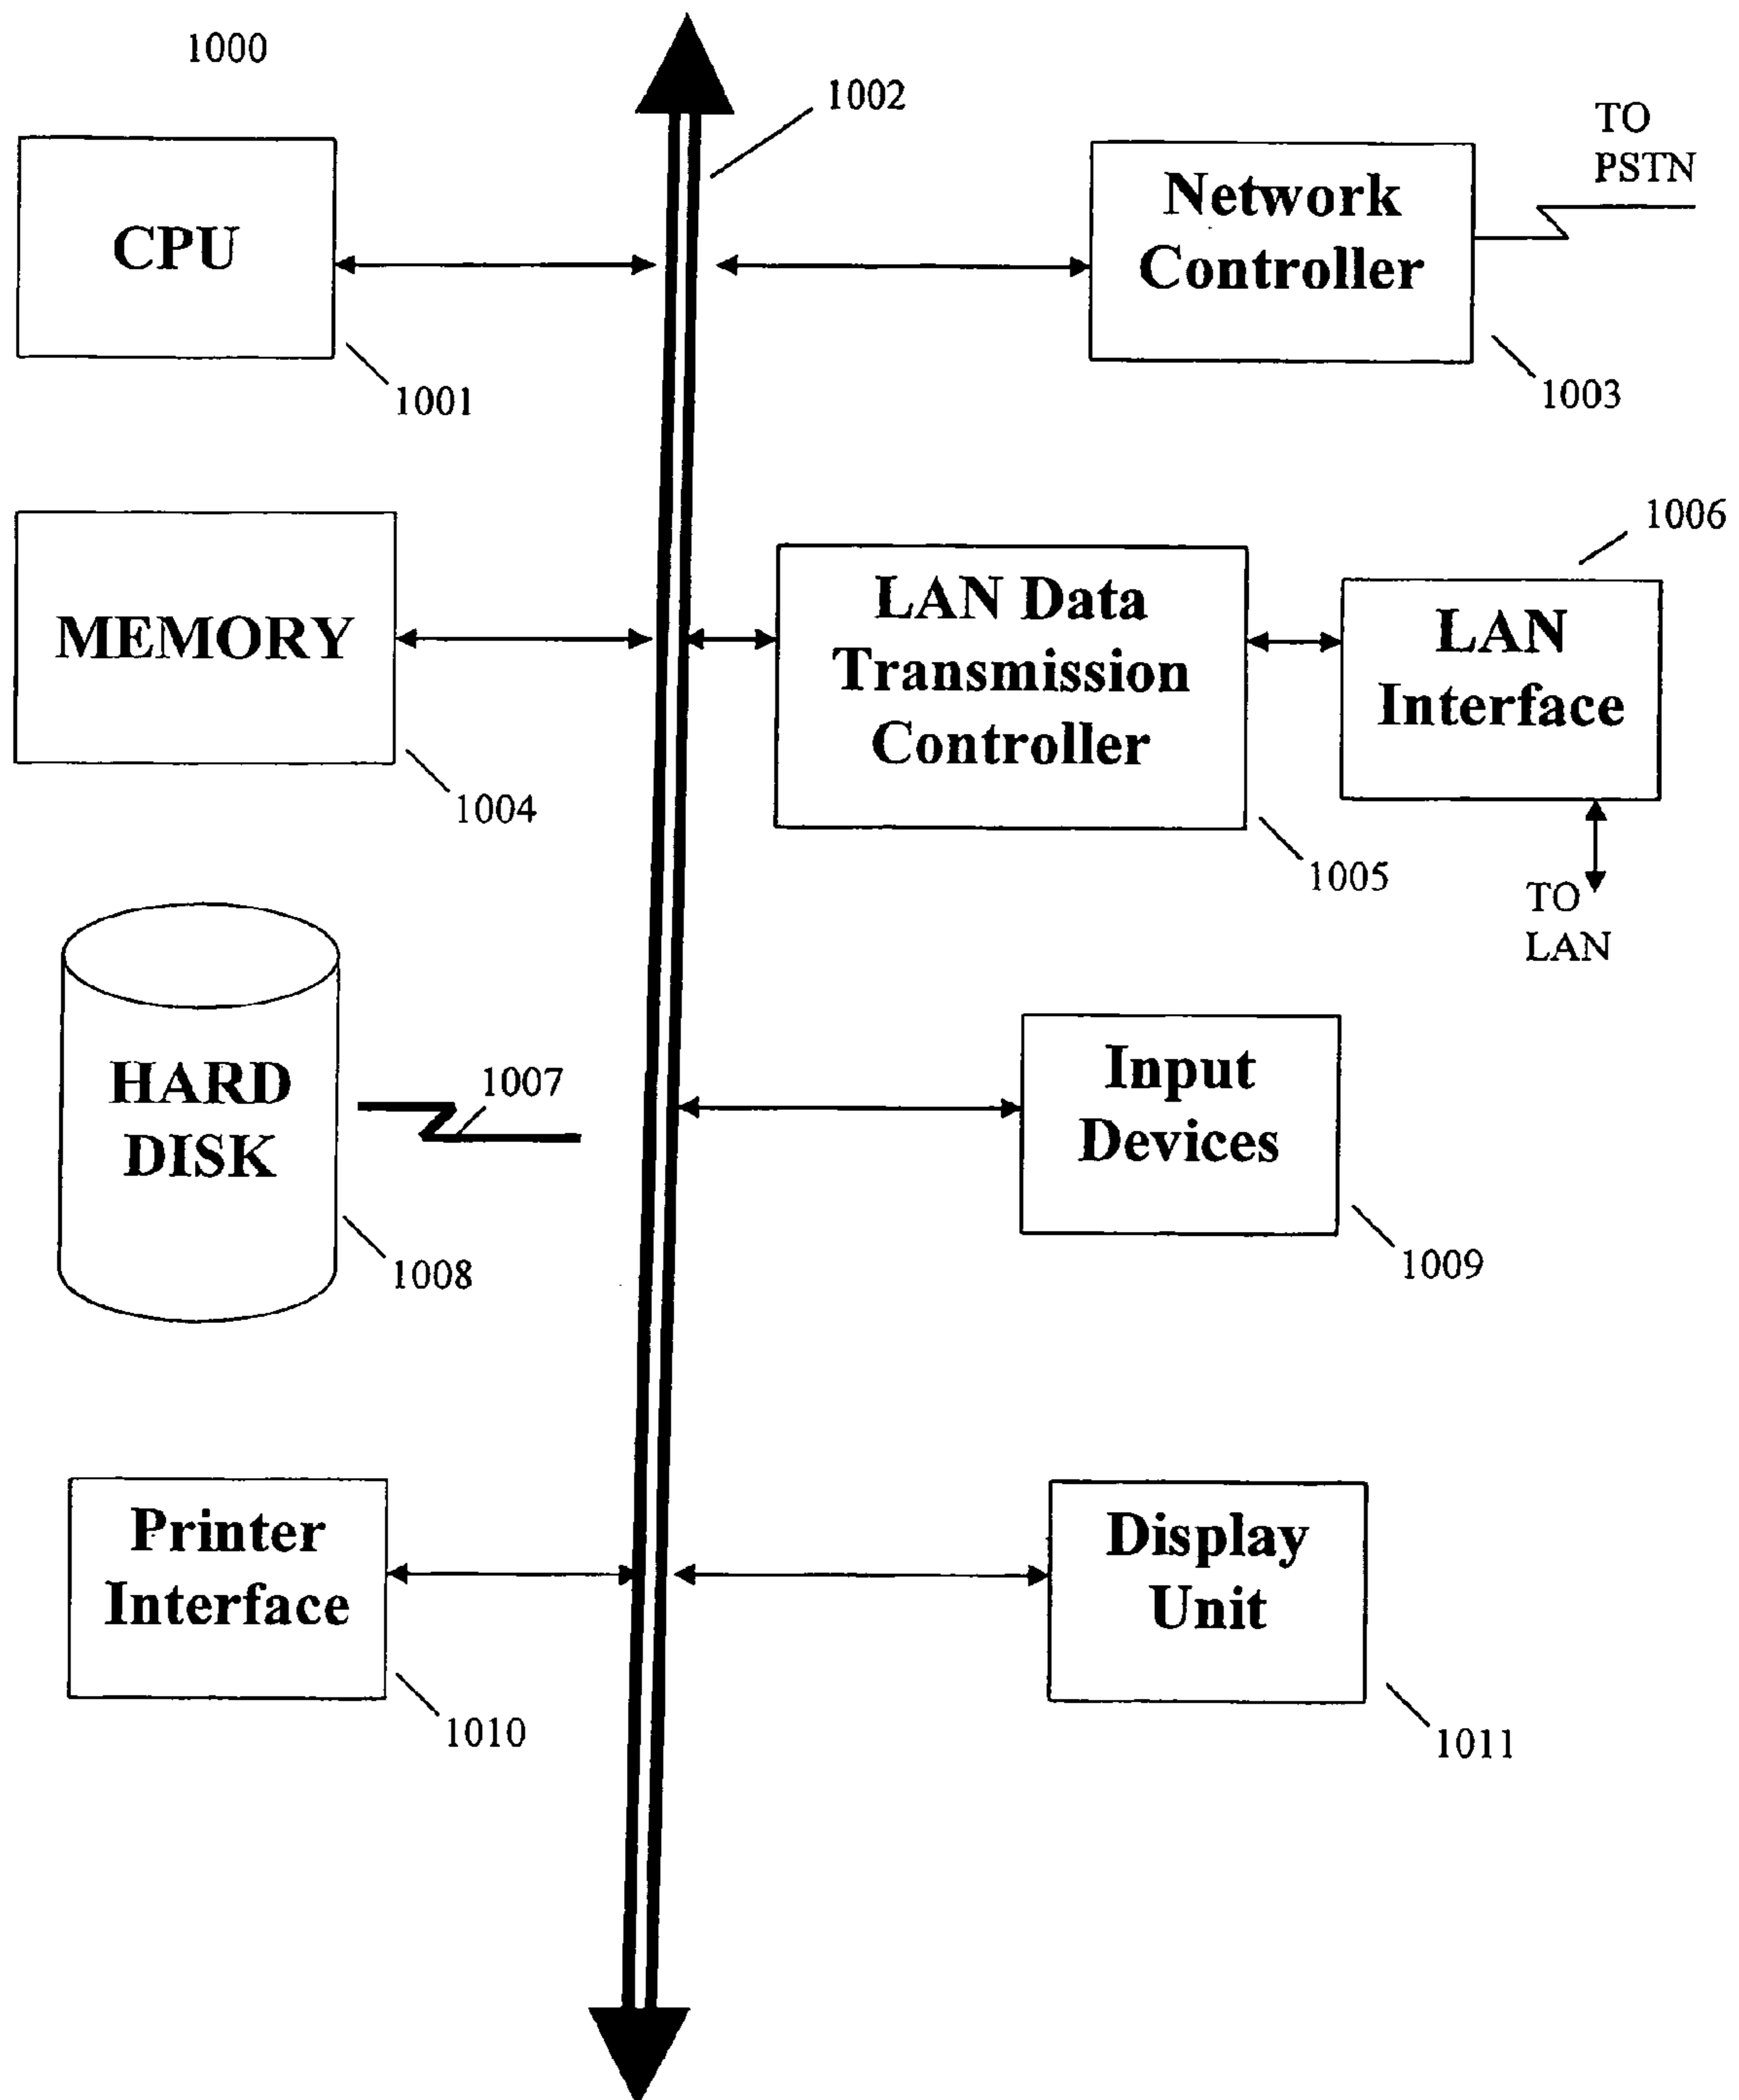 1000
1002
TO
PSTN
CPU
Network
Controller
1001
1003
MEMORY
LAN Data
Transmission
Controller
1006
LAN
Interface
1004
1005
TO
LAN
HARD
DISK
1007
Input
Devices
1008
1009
Printer
Interface
Display
Unit
1010
1011